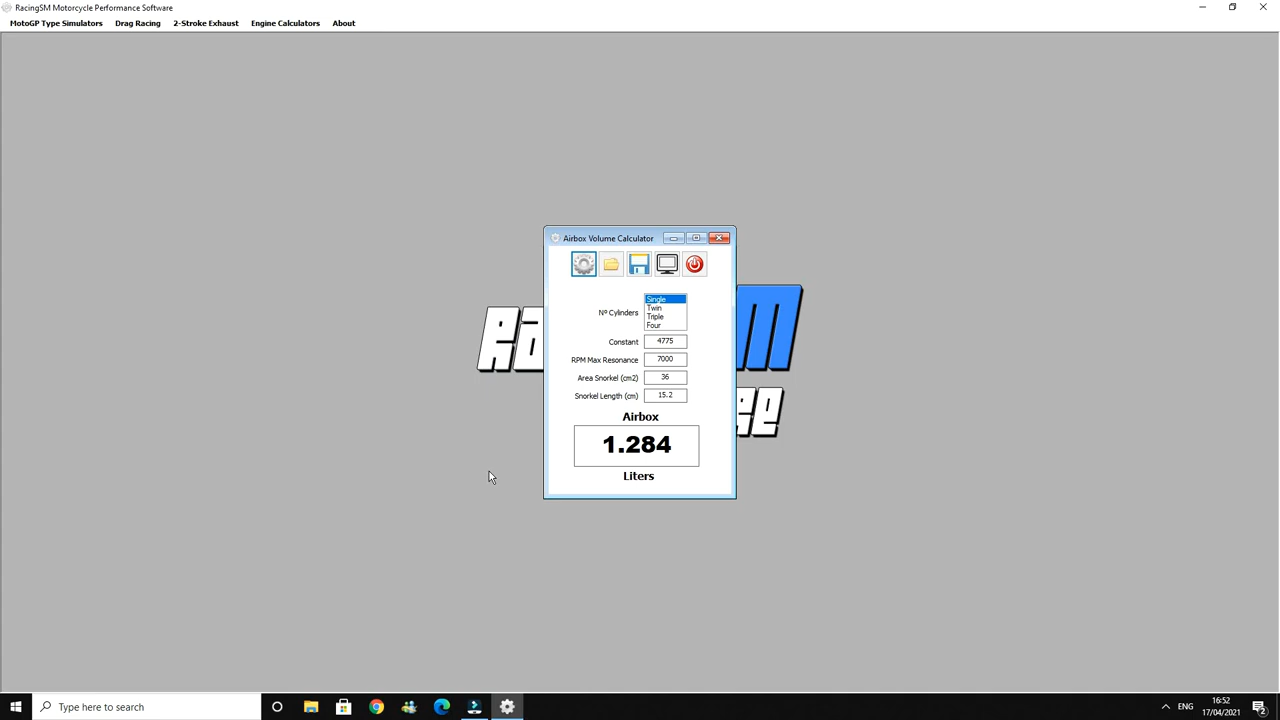 RacingSM Motorcycle Performance Software
MotoGP Type Simulators Drag Racing 2-Stroke Exhaust Engine Calculators About
Airbox Volume Calculator
Nº Cylinders
Single
Twin
Triple
Four
Constant 4775
RPM Max Resonance 7000
Area Snorkel (cm2) 36
Snorkel Length (cm) 15.2
Airbox
1.284
Liters
Type here to search
ENG
16:52
17/04/2021
2